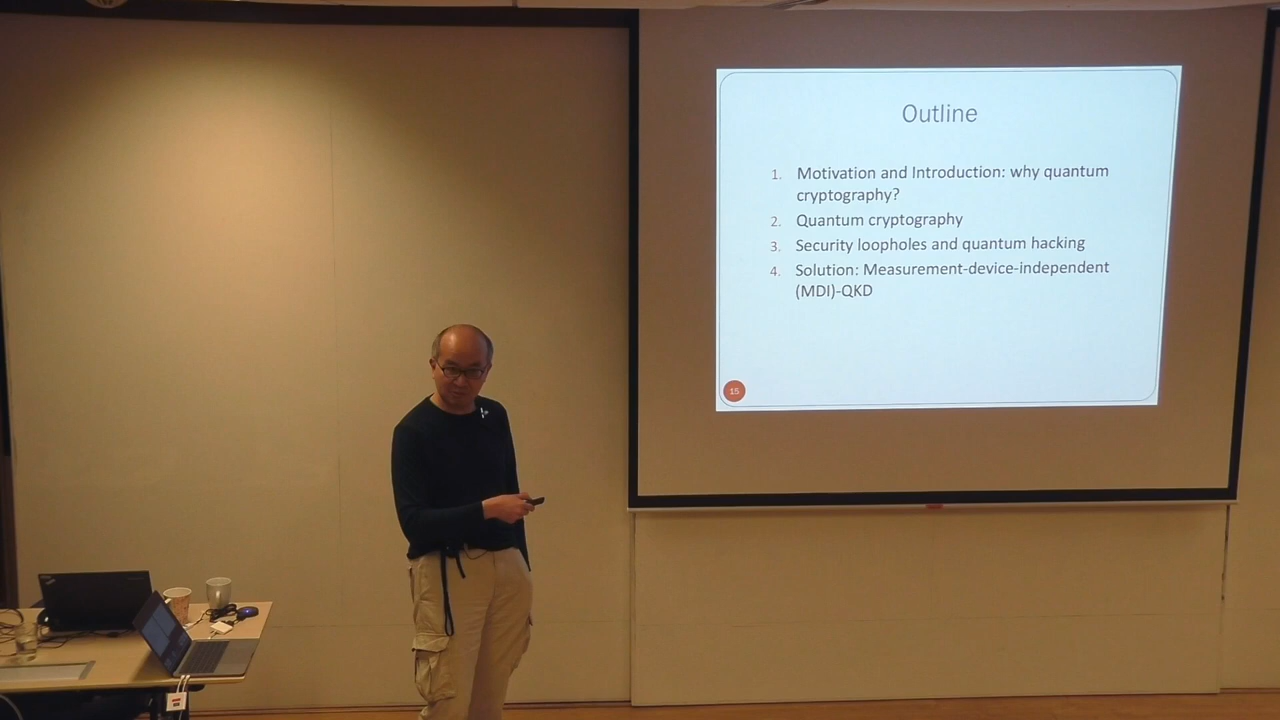 Outline
1. Motivation and Introduction: why quantum
cryptography?
2. Quantum cryptography
3. Security loopholes and quantum hacking
4. Solution: Measurement-device-independent
(MDI)-QKD
15